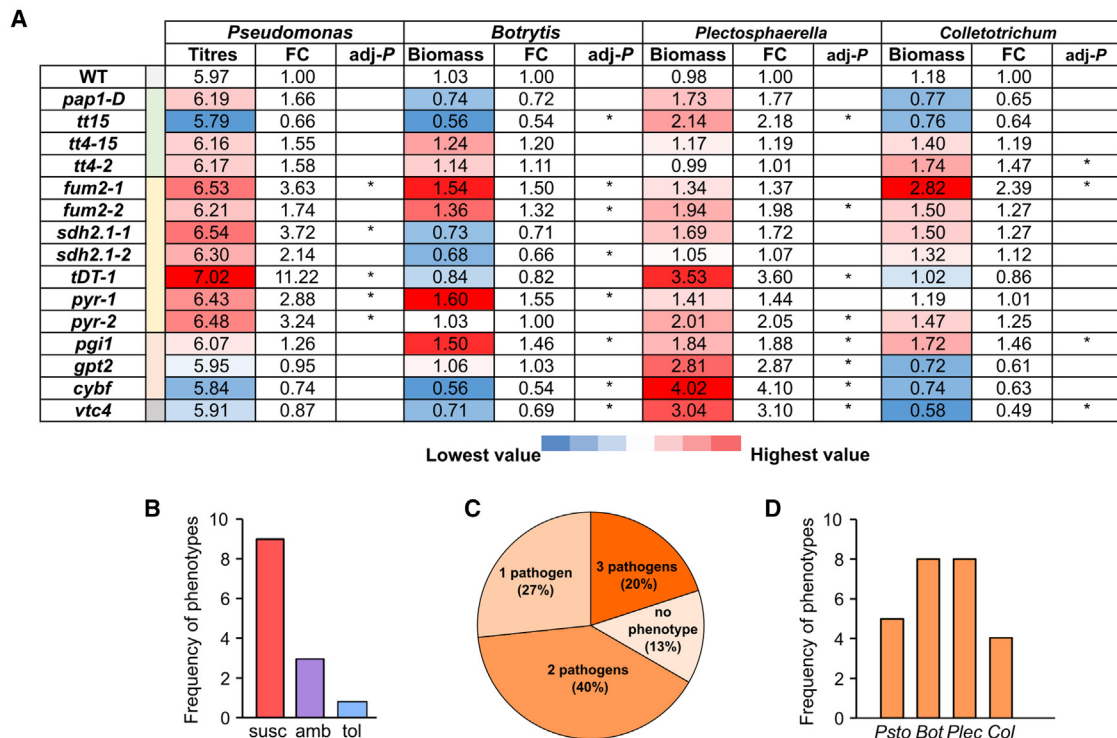 A
Pseudomonas Botrytis Plectosphaerella Colletotrichum
Titres FC adj-P Biomass FC adj-P Biomass FC adj-P Biomass FC adj-P
WT 5.97 1.00 1.03 1.00 0.98 1.00 1.18 1.00
pap1-D 6.19 1.66 0.74 0.72 1.73 1.77 0.77 0.65
tt15 5.79 0.66 0.56 0.54 * 2.14 2.18 * 0.76 0.64
tt4-15 6.16 1.55 1.24 1.20 1.17 1.19 1.40 1.19
tt4-2 6.17 1.58 1.14 1.11 0.99 1.01 1.74 1.47 *
fum2-1 6.53 3.63 * 1.54 1.50 * 1.34 1.37 2.82 2.39 *
fum2-2 6.21 1.74 1.36 1.32 * 1.94 1.98 * 1.50 1.27
sdh2.1-1 6.54 3.72 * 0.73 0.71 1.69 1.72 1.50 1.27
sdh2.1-2 6.30 2.14 0.68 0.66 * 1.05 1.07 1.32 1.12
tDT-1 7.02 11.22 * 0.84 0.82 3.53 3.60 * 1.02 0.86
pyr-1 6.43 2.88 * 1.60 1.55 * 1.41 1.44 1.19 1.01
pyr-2 6.48 3.24 * 1.03 1.00 2.01 2.05 * 1.47 1.25
pgi1 6.07 1.26 1.50 1.46 * 1.84 1.88 * 1.72 1.46 *
gpt2 5.95 0.95 1.06 1.03 2.81 2.87 * 0.72 0.61
cybf 5.84 0.74 0.56 0.54 * 4.02 4.10 * 0.74 0.63
vtc4 5.91 0.87 0.71 0.69 * 3.04 3.10 * 0.58 0.49 *
Lowest value Highest value
B
Frequency of phenotypes
10
8
6
4
2
0
susc amb tol
C
1 pathogen
(27%)
3 pathogens
(20%)
no
phenotype
(13%)
2 pathogens
(40%)
D
Frequency of phenotypes
10
8
6
4
2
0
Psto Bot Plec Col